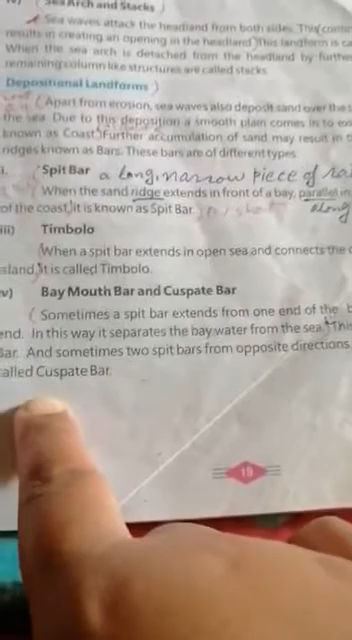 Sea Arch and Stacks)
Sea waves attack the headland from both sides. This
results in creating an opening in the headland) This landform is
When the sea arch is detached from the headland by
remaining column like structures are called stacks.
Depositional Landforms)
(Apart from erosion, sea waves also deposit sand over the
the sea. Due to this deposition a smooth plain comes in to
known as Coast.) Further accumulation of sand may result in
ridges known as Bars. These bars are of different types.
i. Spit Bar a long narrow piece of
When the sand ridge extends in front of a bay, parallel in
of the coast, it is known as Spit Bar. along
iii) Timbolo
(When a spit bar extends in open sea and connects the
island, it is called Timbolo.
v) Bay Mouth Bar and Cuspate Bar
(Sometimes a spit bar extends from one end of the
end. In this way it separates the bay water from the sea. This
Bar. And sometimes two spit bars from opposite directions
called Cuspate Bar.
19